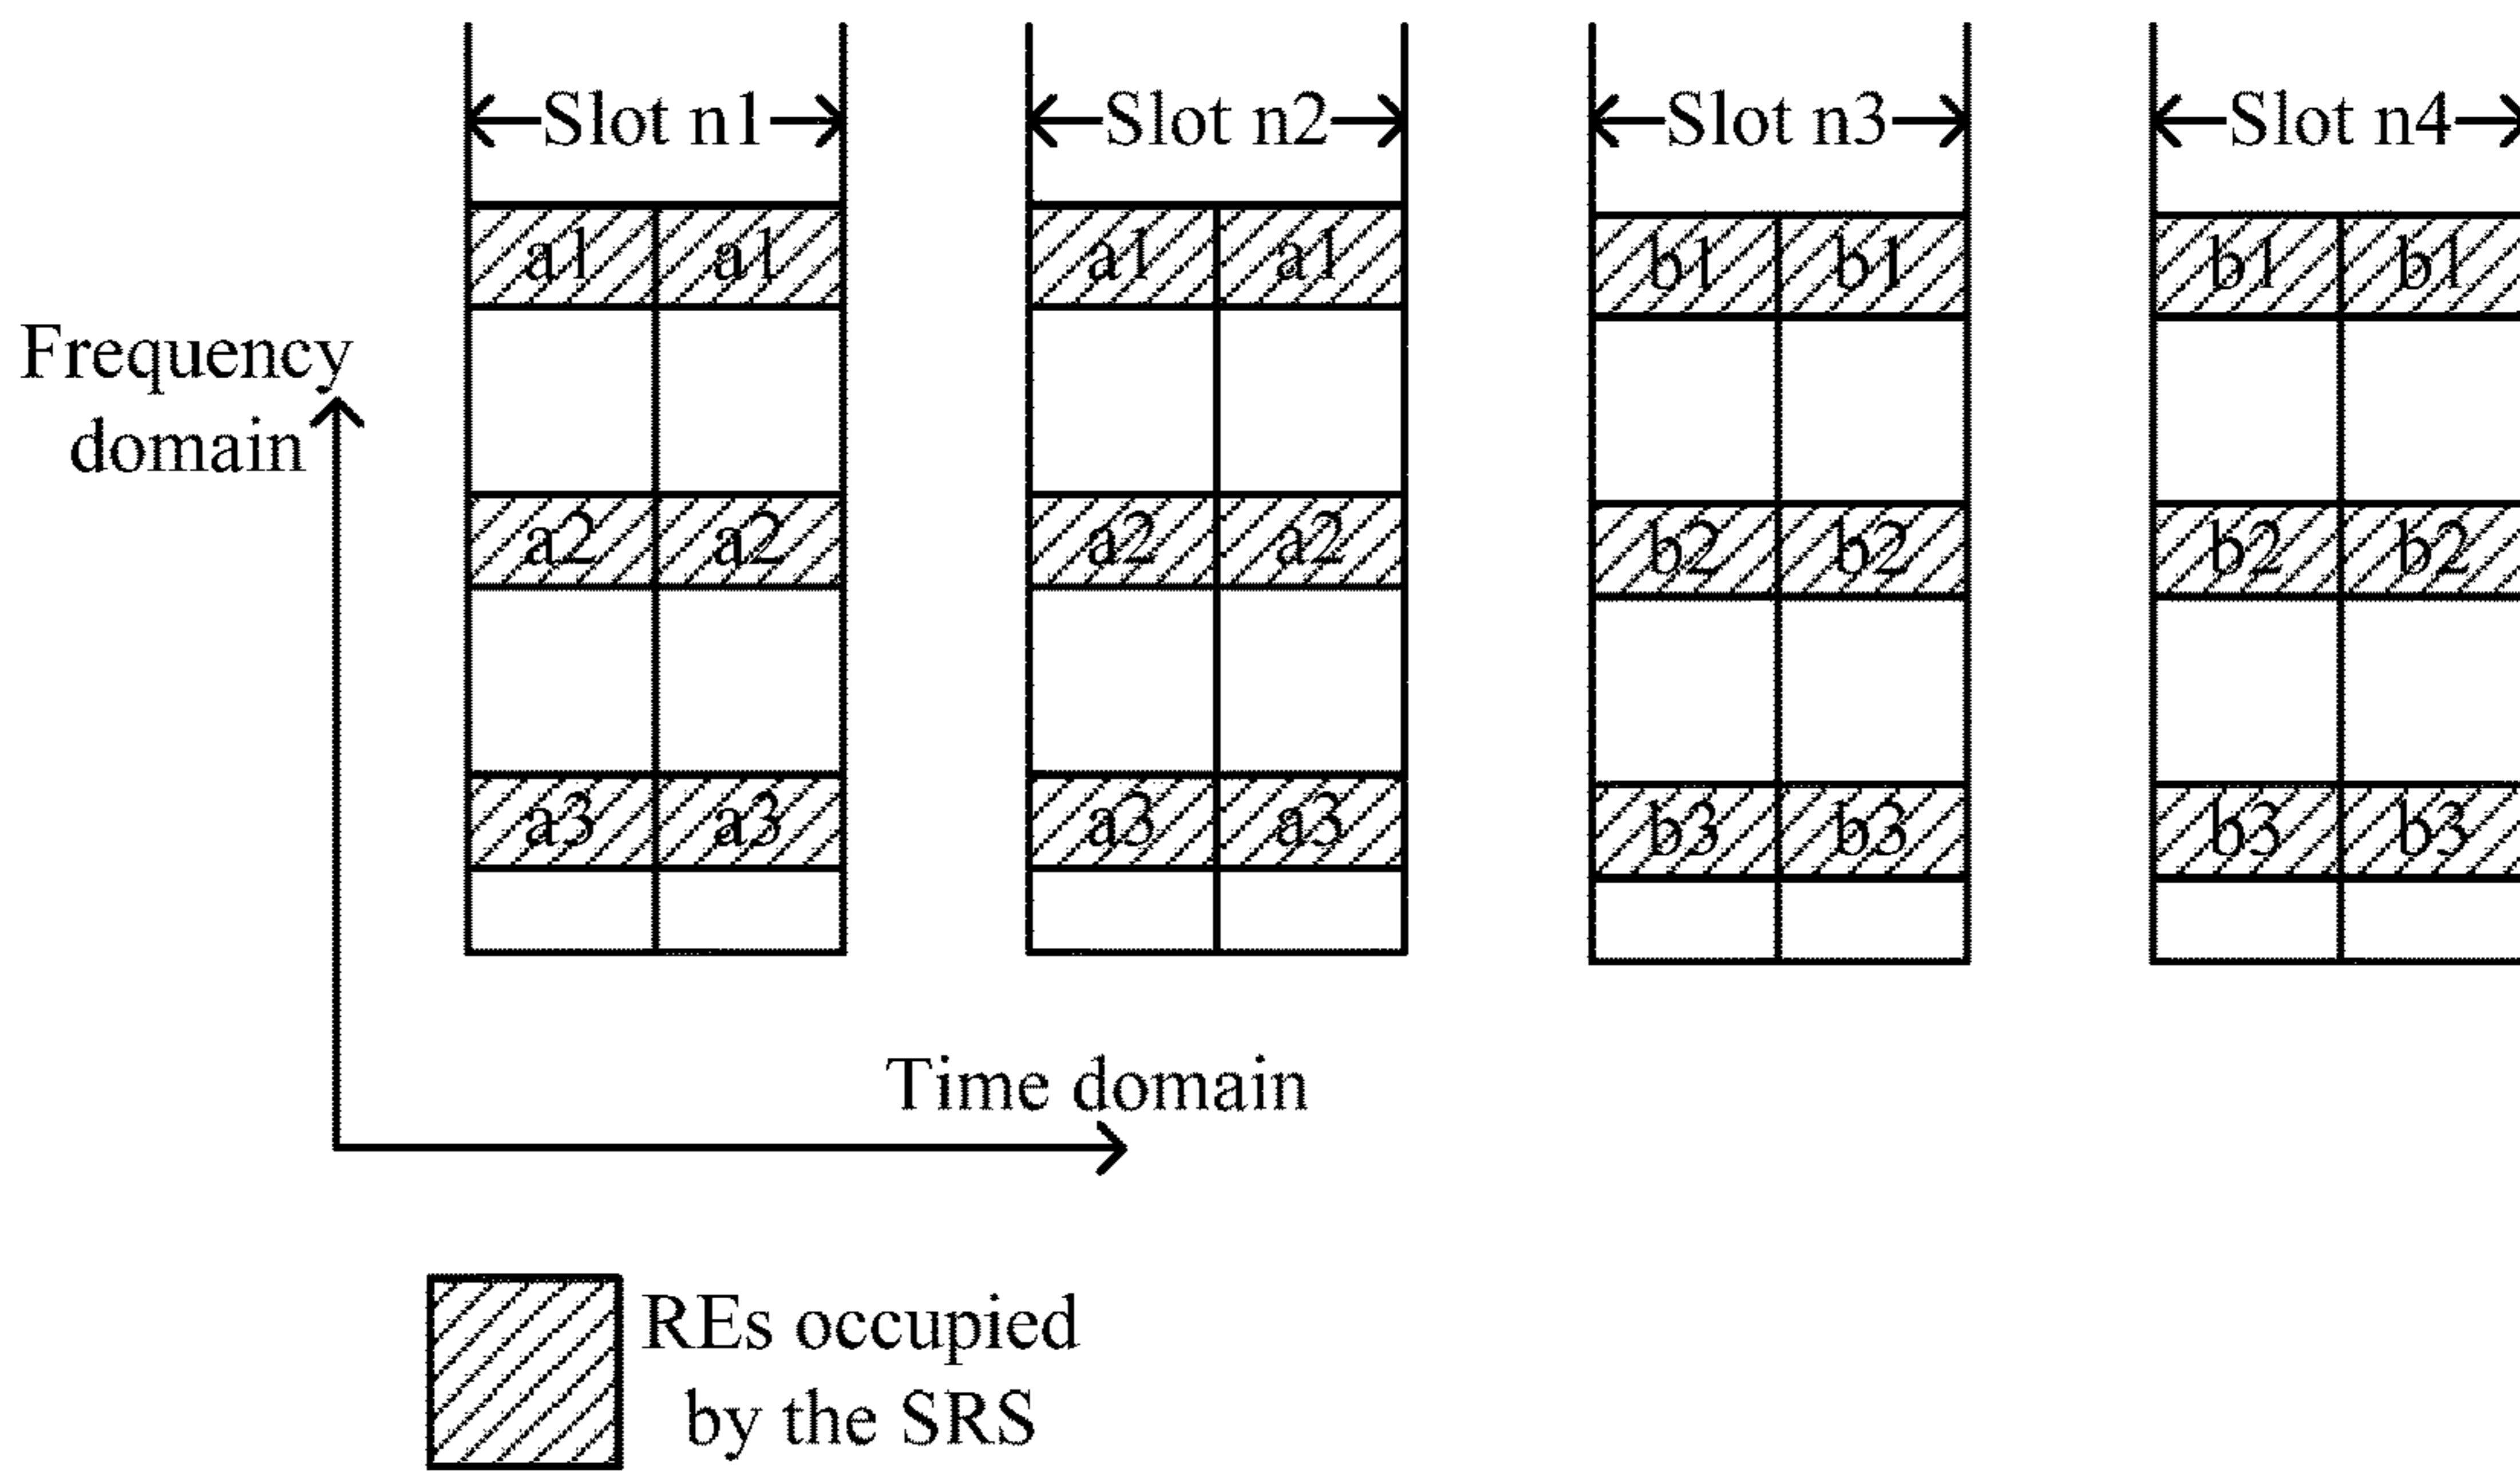 Slot n1 Slot n2 Slot n3 Slot n4
a1 a1 a1 a1 b1 b1 b1 b1
Frequency
domain
a2 a2 a2 a2 b2 b2 b2 b2
a3 a3 a3 a3 b3 b3 b3 b3
Time domain
REs occupied
by the SRS